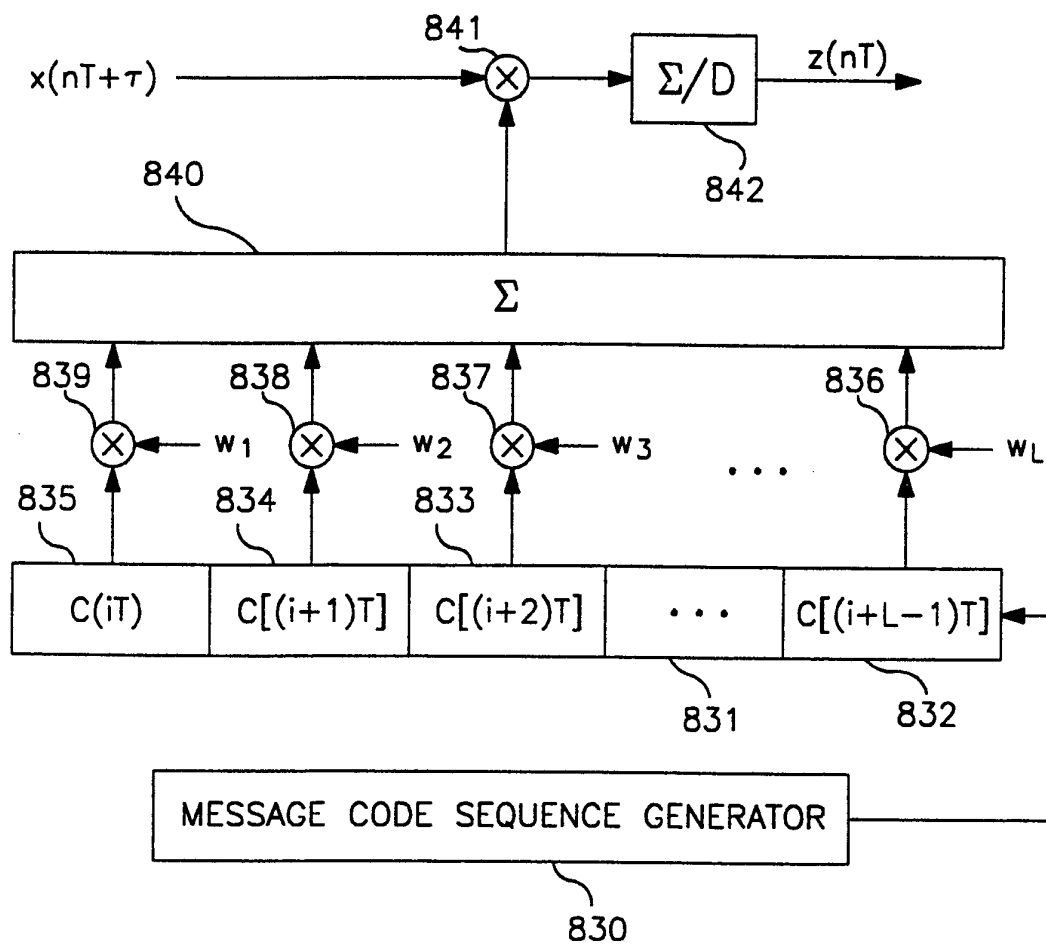 841
x(nT+τ)
Σ/D
z(nT)
842
840
Σ
839
838
837
836
w1
w2
w3
...
wL
835
834
833
C(iT)
C[(i+1)T]
C[(i+2)T]
...
C[(i+L-1)T]
831
832
MESSAGE CODE SEQUENCE GENERATOR
830